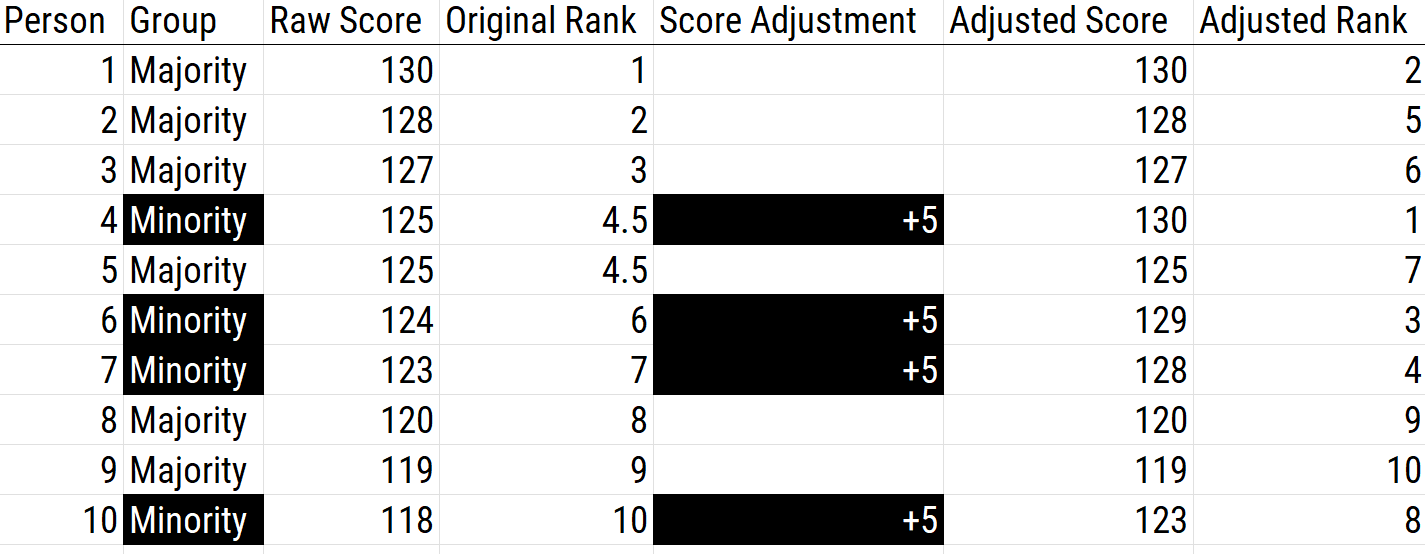 Person Group Raw Score Original Rank Score Adjustment Adjusted Score Adjusted Rank
1 Majority 130 1 130 2
2 Majority 128 2 128 5
3 Majority 127 3 127 6
4 Minority 125 4.5 +5 130 1
5 Majority 125 4.5 125 7
6 Minority 124 6 +5 129 3
7 Minority 123 7 +5 128 4
8 Majority 120 8 120 9
9 Majority 119 9 119 10
10 Minority 118 10 +5 123 8